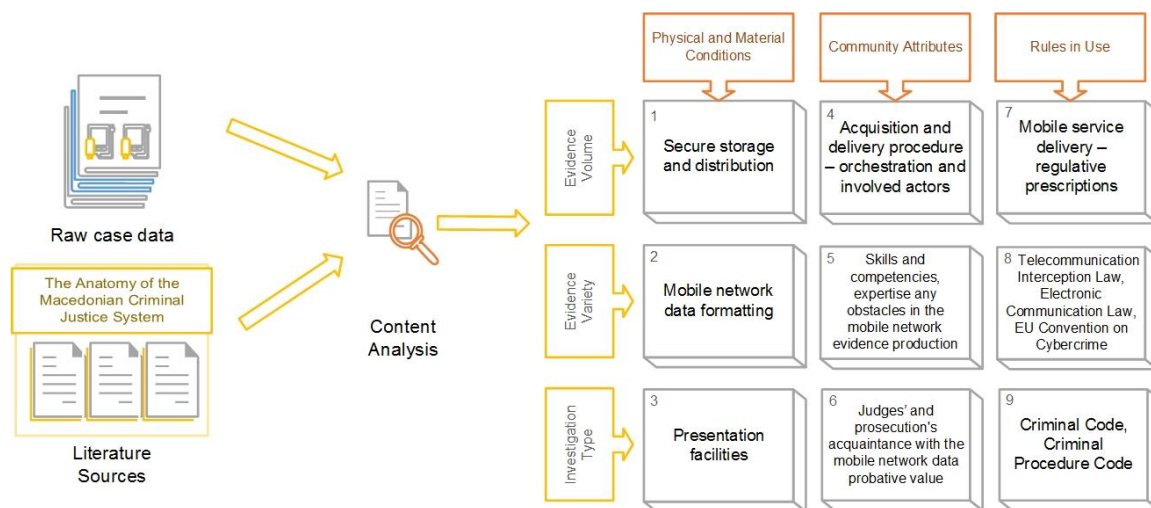 Raw case data
The Anatomy of the
Macedonian Criminal
Justice System
Literature
Sources
Content
Analysis
Physical and Material
Conditions
Community Attributes
Rules in Use
Evidence
Volume
1
Secure storage
and distribution
4
Acquisition and
delivery procedure
– orchestration and
involved actors
7
Mobile service
delivery –
regulative
prescriptions
Evidence
Variety
2
Mobile network
data formatting
5
Skills and
competencies,
expertise any
obstacles in the
mobile network
evidence production
8
Telecommunication
Interception Law,
Electronic
Communication Law,
EU Convention on
Cybercrime
Investigation
Type
3
Presentation
facilities
6
Judges’ and
prosecution's
acquaintance with the
mobile network data
probative value
9
Criminal Code,
Criminal
Procedure Code